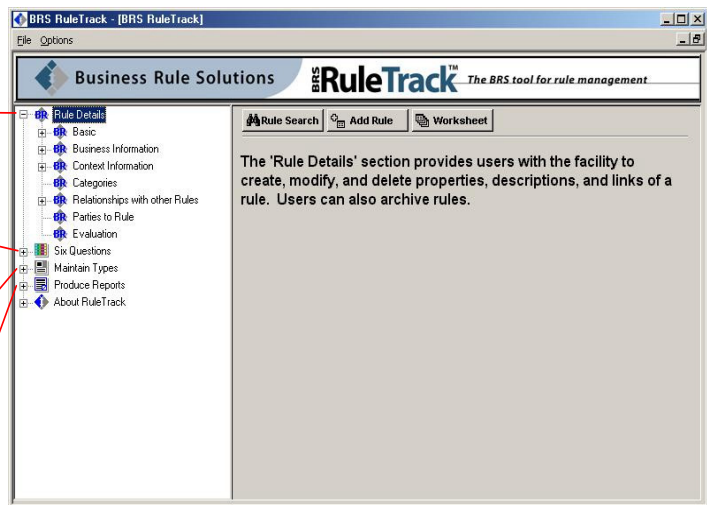 BRS RuleTrack - [BRS RuleTrack]
File Options
Business Rule Solutions
BRS RuleTrack™ The BRS tool for rule management
Rule Details
Basic
Business Information
Context Information
Categories
Relationships with other Rules
Parties to Rule
Evaluation
Six Questions
Maintain Types
Produce Reports
About RuleTrack
Rule Search Add Rule Worksheet
The 'Rule Details' section provides users with the facility to
create, modify, and delete properties, descriptions, and links of a
rule. Users can also archive rules.